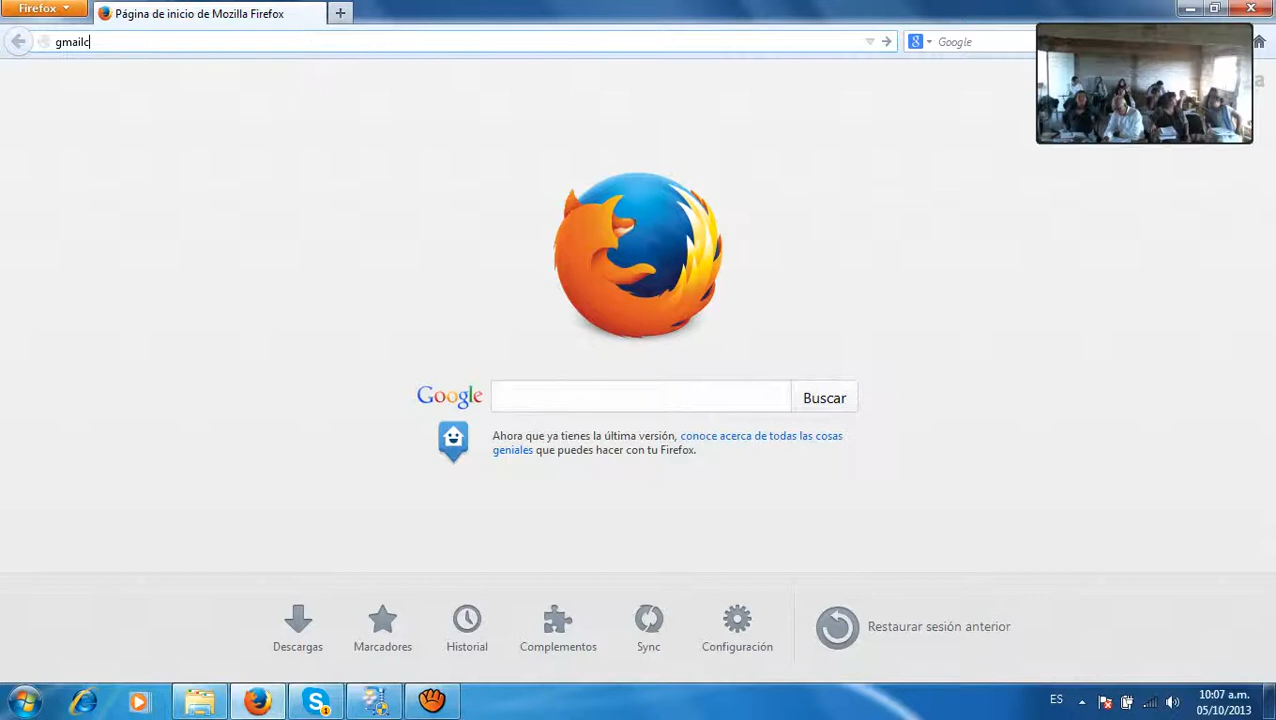 Firefox
Página de inicio de Mozilla Firefox
gmailc
Google
a
Google
Buscar
Ahora que ya tienes la última versión, conoce acerca de todas las cosas
geniales que puedes hacer con tu Firefox.
Descargas
Marcadores
Historial
Complementos
Sync
Configuración
Restaurar sesión anterior
1
ES
10:07 a.m.
05/10/2013